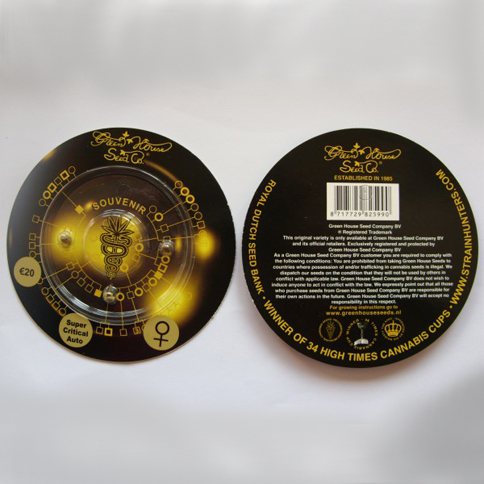 Green House
Seed Co.
SOUVENIR
€20
Super
Critical
Auto
Green House
Seed Co.
ESTABLISHED IN 1985
8 717729 825990
Green House Seed Company BV
® Registered Trademark
This original variety is only available at Green House Seed Company BV
and its official retailers. Exclusively registered and protected by
Green House Seed Company BV
As a Green House Seed Company BV customer you are required to comply with
the following conditions: You are prohibited from taking Green House Seeds to
countries where possession of and/or trafficking in cannabis seeds is illegal. We
dispatch our seeds on the condition that they will not be used by others in
conflict with applicable law. Green House Seed Company BV does not wish to
induce anyone to act in conflict with the law. We expressly point out that all those
who purchase seeds from Green House Seed Company BV are responsible for
their own actions in the future. Green House Seed Company BV will accept no
responsibility in this respect.
For growing instructions go to
www.greenhouseseeds.nl
ROYAL DUTCH SEED BANK • WINNER OF 34 HIGH TIMES CANNABIS CUPS • WWW.STRAINHUNTERS.COM